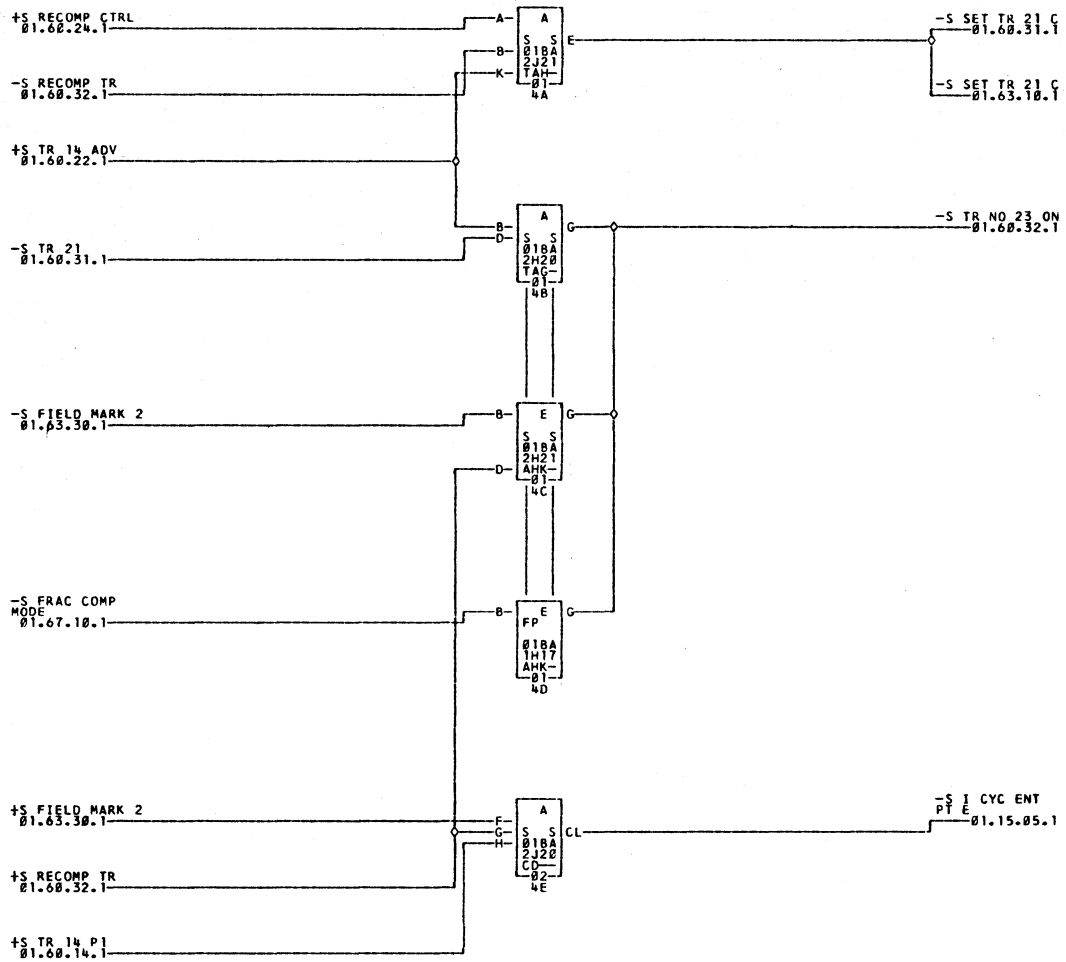 +S RECOMP CTRL
01.60.24.1
-S RECOMP TR
01.60.32.1
+S TR 14 ADV
01.60.22.1
-S TR 21
01.60.31.1
-S FIELD MARK 2
01.63.30.1
-S FRAC COMP
MODE
01.67.10.1
+S FIELD MARK 2
01.63.30.1
+S RECOMP TR
01.60.32.1
+S TR 14 P1
01.60.14.1
A
B
K
A
S S
01BA
2J21
TAH-
01
4A
E
B
D
A
S S
01BA
2H20
TAG-
01
4B
G
B
D
E
S S
01BA
2H21
AHK-
01
4C
G
B
E
FP
01BA
1H17
AHK-
01
4D
G
F
G
H
A
S S
01BA
2J20
CD--
02
4E
CL
-S SET TR 21 C
01.60.31.1
-S SET TR 21 C
01.63.10.1
-S TR NO 23 ON
01.60.32.1
-S I CYC ENT
PT E
01.15.05.1